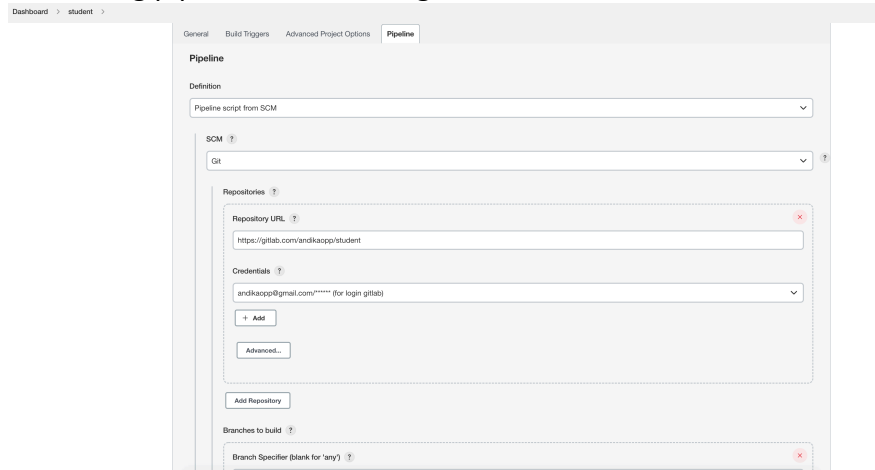 Dashboard > student >
General Build Triggers Advanced Project Options Pipeline
Pipeline
Definition
Pipeline script from SCM
SCM ?
Git
?
Repositories ?
Repository URL ?
https://gitlab.com/andikaopp/student
Credentials ?
andikaopp@gmail.com/****** (for login gitlab)
+ Add
Advanced...
Add Repository
Branches to build ?
Branch Specifier (blank for 'any') ?